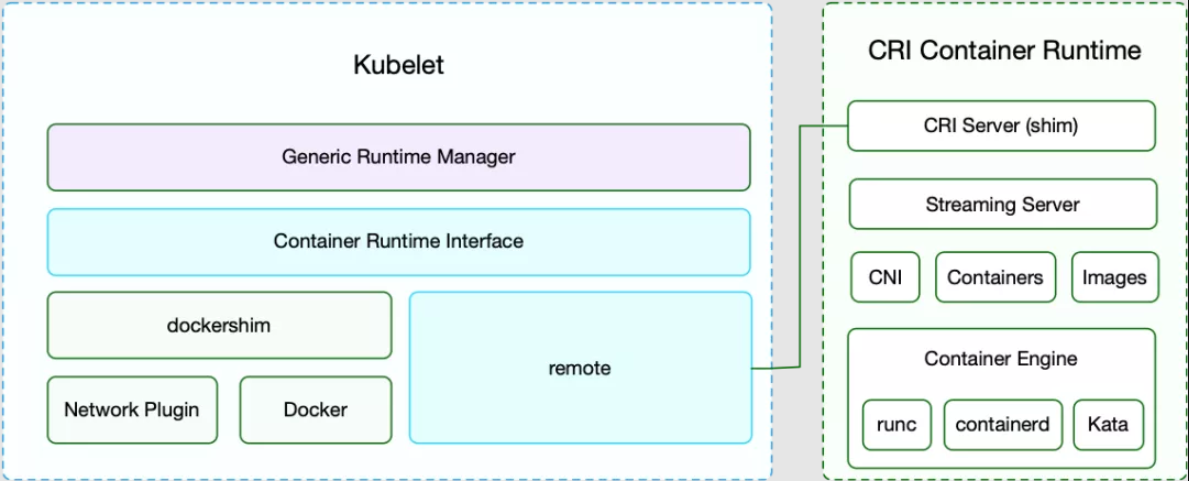 Kubelet
Generic Runtime Manager
Container Runtime Interface
dockershim
Network Plugin
Docker
remote
CRI Container Runtime
CRI Server (shim)
Streaming Server
CNI
Containers
Images
Container Engine
runc
containerd
Kata